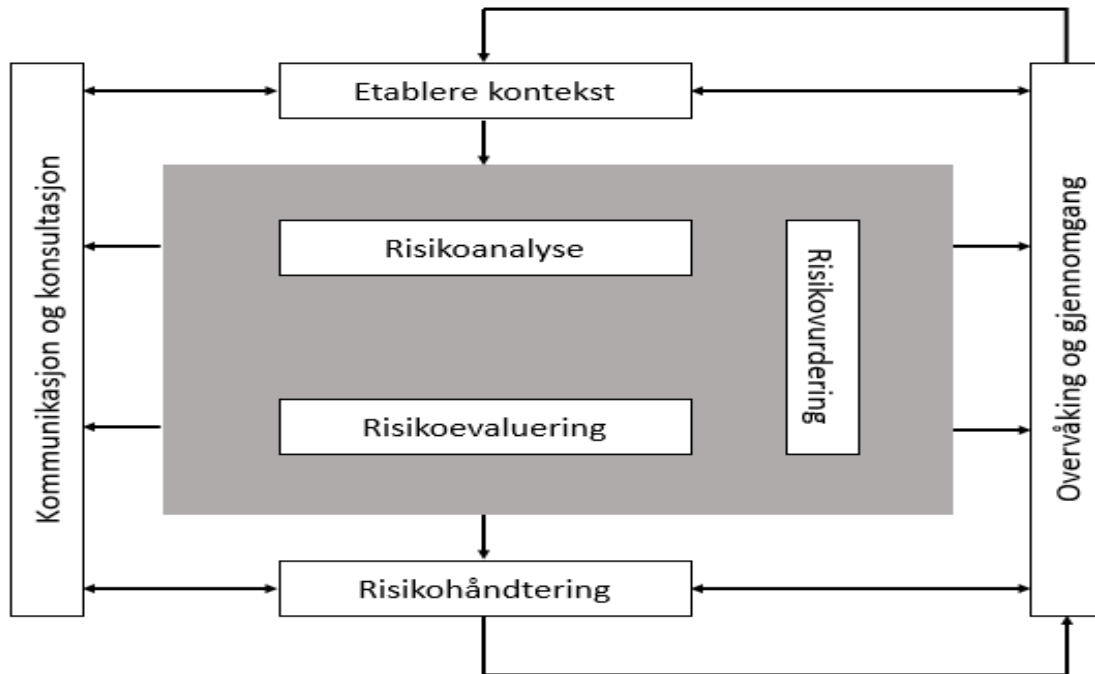 Etablere kontekst
Kommunikasjon og konsultasjon
Overvåking og gjennomgang
Risikoanalyse
Risikovurdering
Risikoevaluering
Risikohåndtering